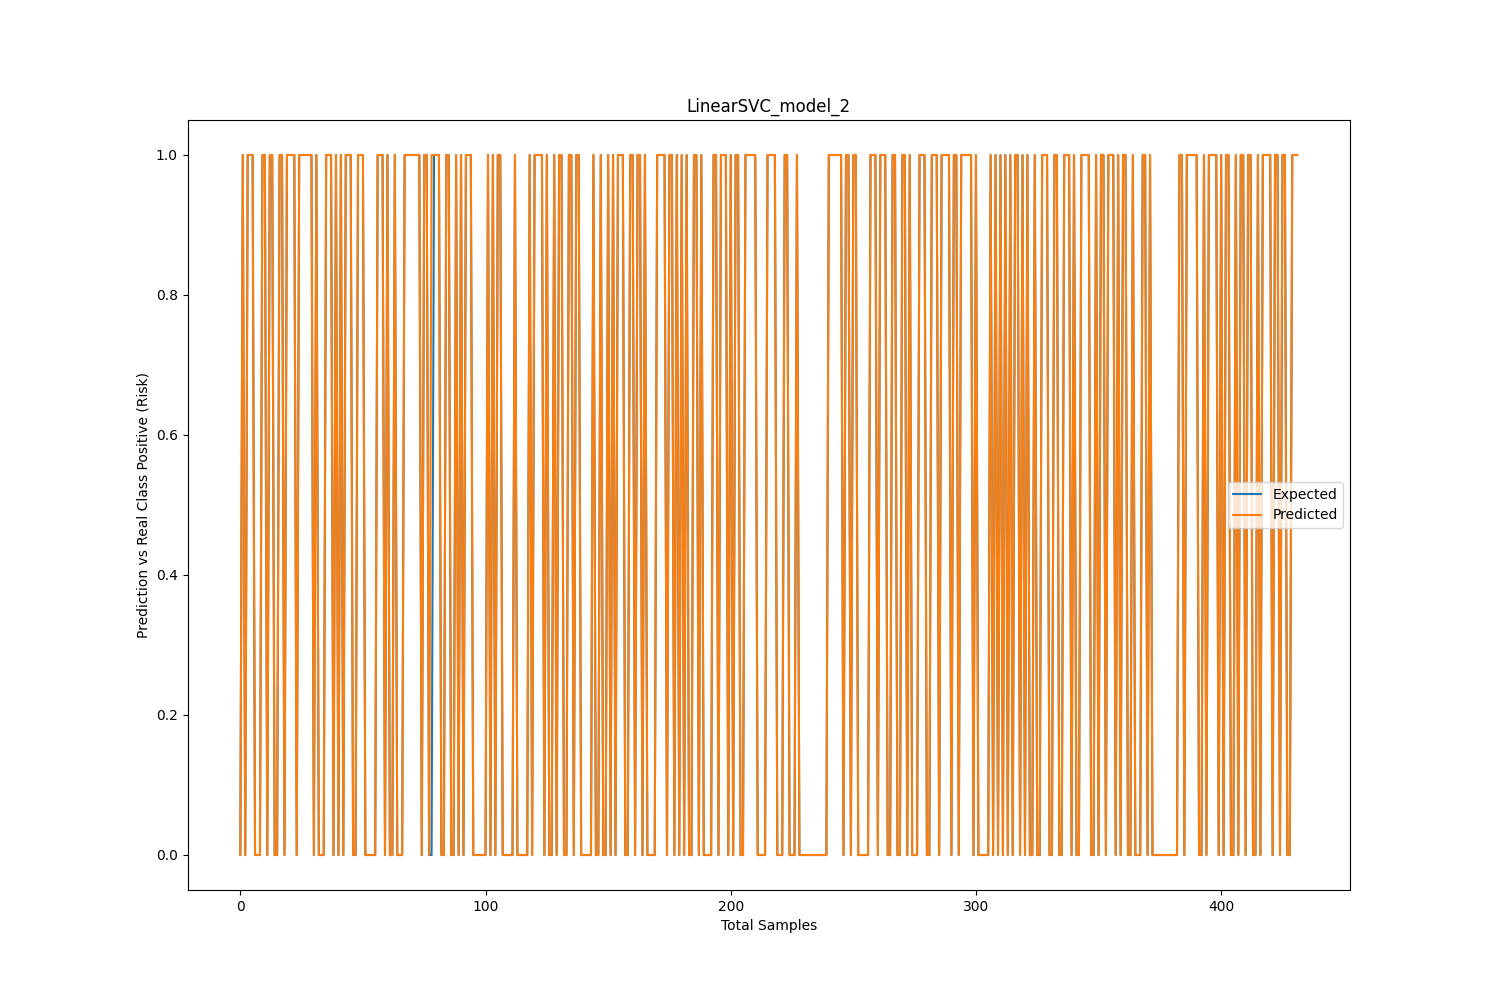 LinearSVC_model_2
1.0
0.8
0.6
0.4
0.2
0.0
Prediction vs Real Class Positive (Risk)
Expected
Predicted
0
100
200
300
400
Total Samples